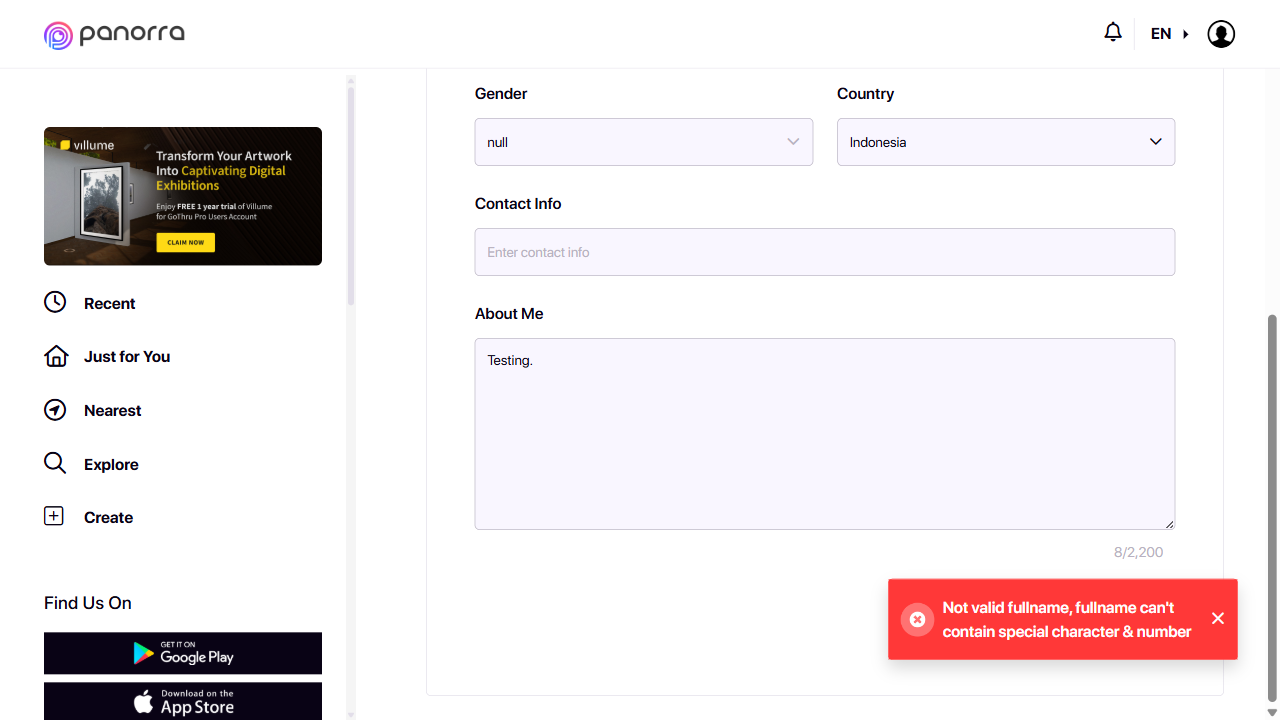 panorra
EN
villume
Transform Your Artwork
Into Captivating Digital
Exhibitions
Enjoy FREE 1 year trial of Villume
for GoThru Pro Users Account
CLAIM NOW
Recent
Just for You
Nearest
Explore
Create
Find Us On
GET IT ON
Google Play
Download on the
App Store
Gender
Country
null
Indonesia
Contact Info
Enter contact info
About Me
Testing.
8/2,200
Not valid fullname, fullname can't
contain special character & number